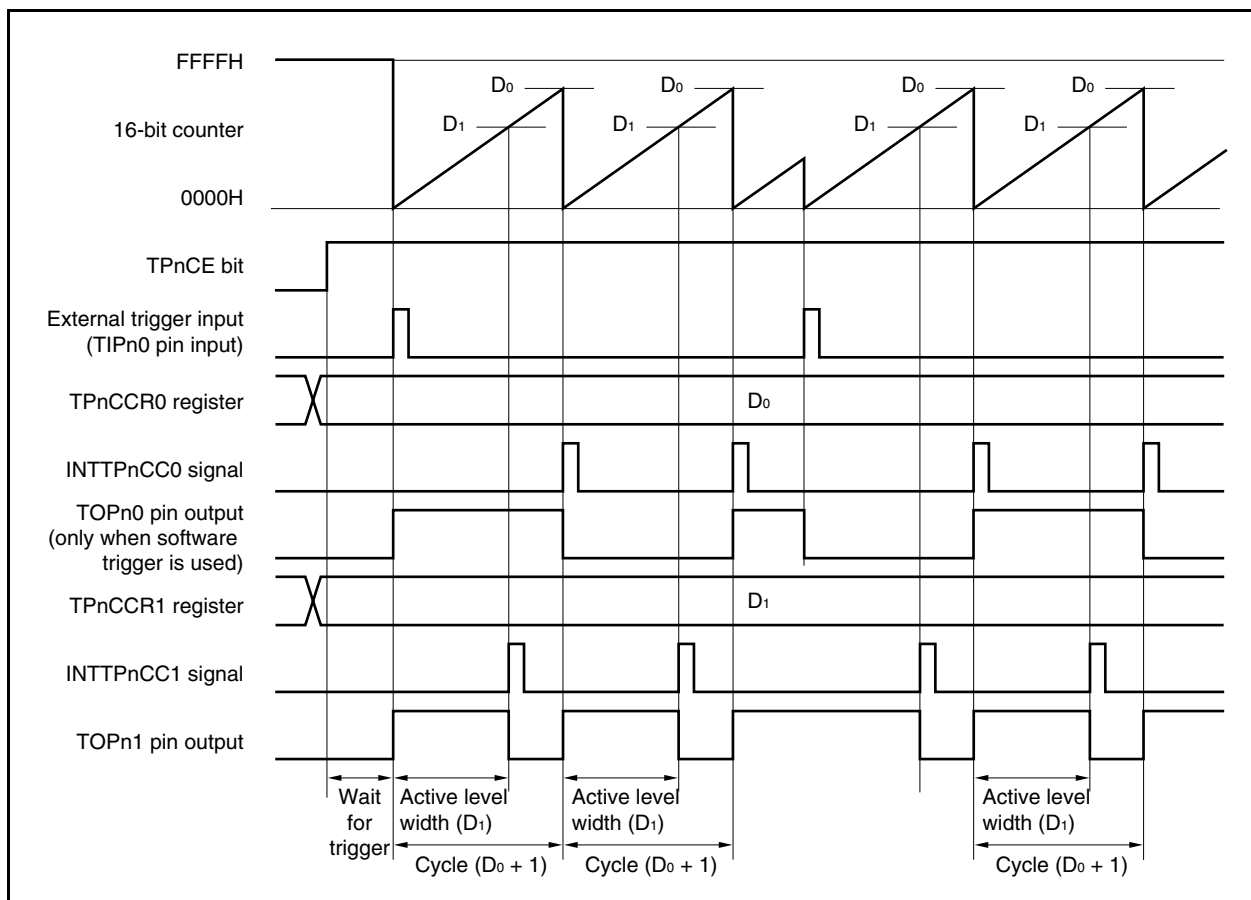 FFFFH
D0
D0
D0
D0
16-bit counter
D1
D1
D1
D1
0000H
TPnCE bit
External trigger input
(TIPn0 pin input)
TPnCCR0 register
D0
INTTPnCC0 signal
TOPn0 pin output
(only when software
trigger is used)
TPnCCR1 register
D1
INTTPnCC1 signal
TOPn1 pin output
Wait
for
trigger
Active level
width (D1)
Active level
width (D1)
Active level
width (D1)
Cycle (D0 + 1)
Cycle (D0 + 1)
Cycle (D0 + 1)